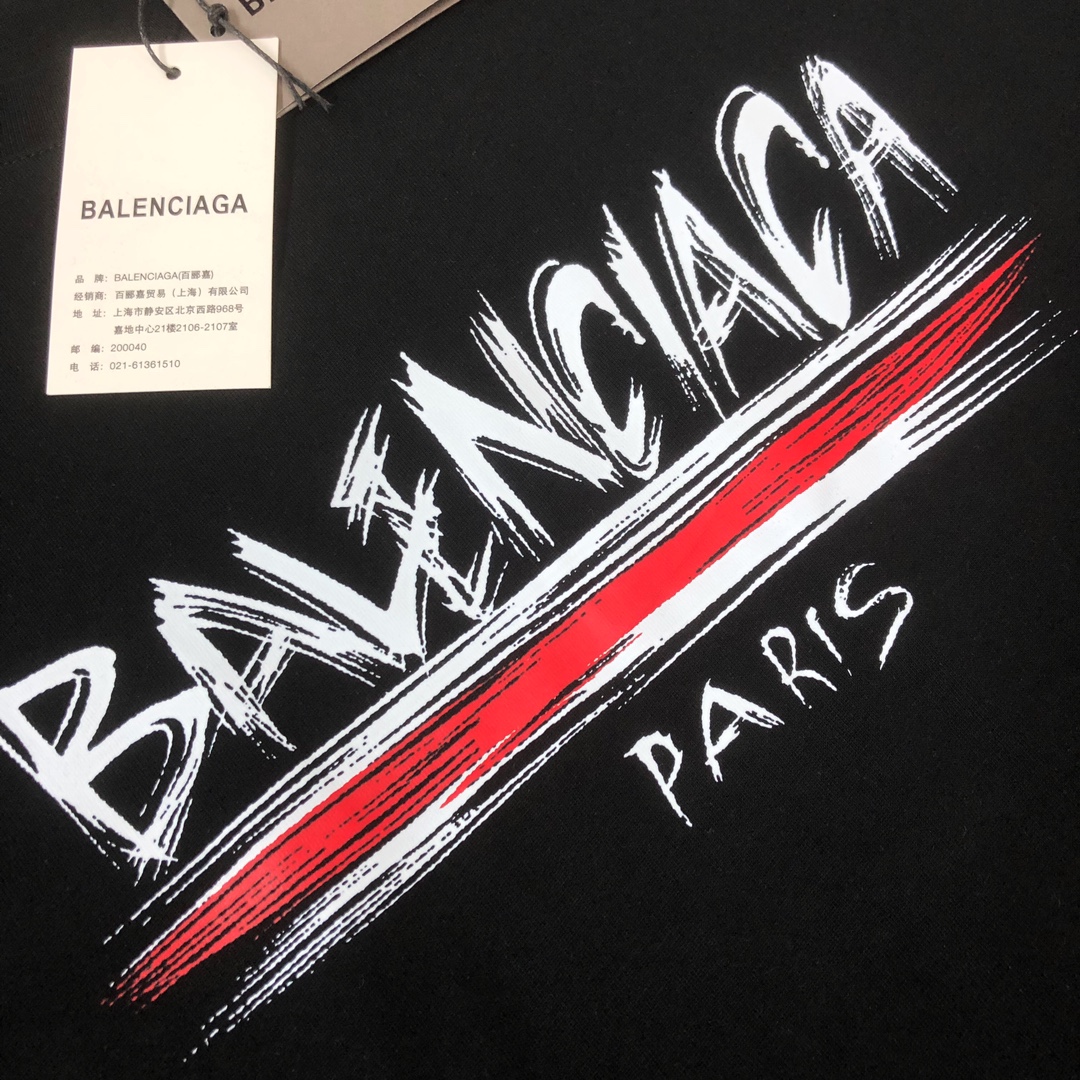 BALENCIAGA
品 牌: BALENCIAGA(百郦嘉)
经销商: 百郦嘉贸易(上海)有限公司
地 址: 上海市静安区北京西路968号
嘉地中心21楼2106-2107室
邮 编: 200040
电 话: 021-61361510
BALENCIACA
PARIS